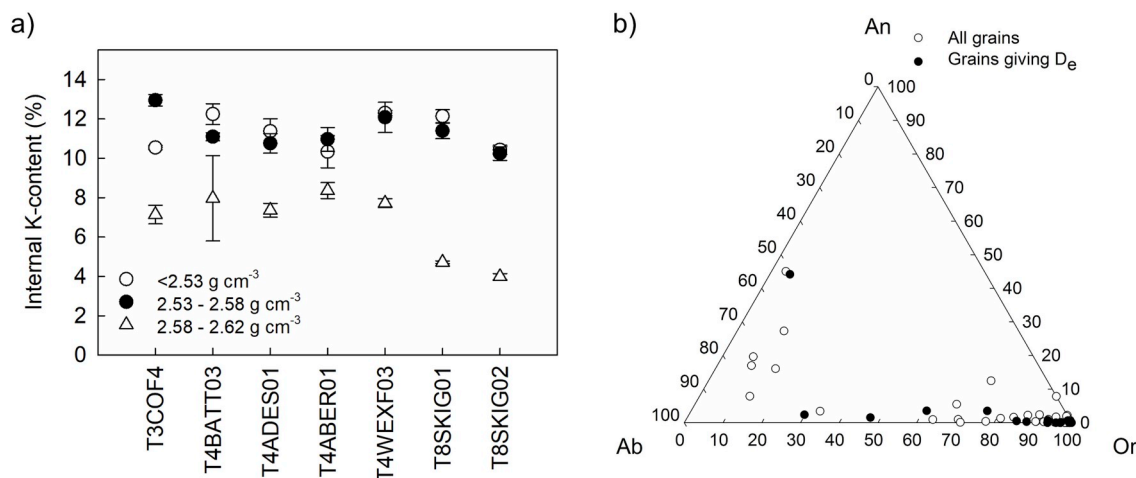 a)
Internal K-content (%)
14
12
10
8
6
4
2
0
<2.53 g cm-3
2.53 - 2.58 g cm-3
2.58 - 2.62 g cm-3
T3COF4
T4BATT03
T4ADES01
T4ABER01
T4WEXF03
T8SKIG01
T8SKIG02
b)
An
All grains
Grains giving De
0 100
10 90
20 80
30 70
40 60
50 50
60 40
70 30
80 20
90 10
100 0
0 10 20 30 40 50 60 70 80 90 100
Ab Or